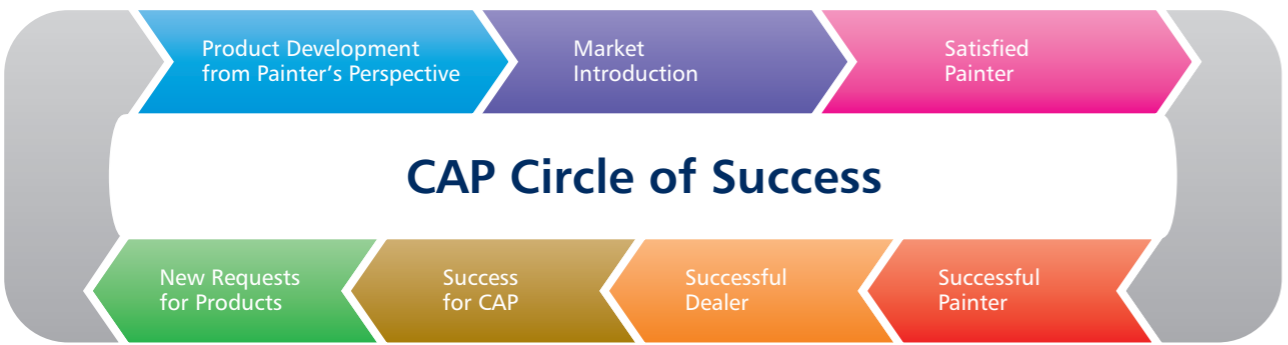 Product Development
from Painter's Perspective
Market
Introduction
Satisfied
Painter
CAP Circle of Success
New Requests
for Products
Success
for CAP
Successful
Dealer
Successful
Painter